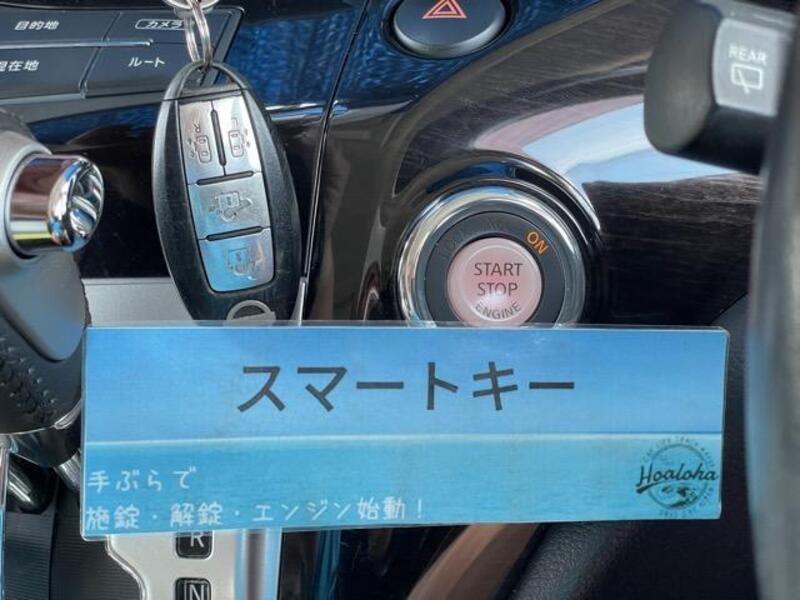 目的地
カメラ
現在地
ルート
REAR
ON
START
STOP
ENGINE
スマートキー
手ぶらで
施錠・解錠・エンジン始動！
Hoaloha
R
N